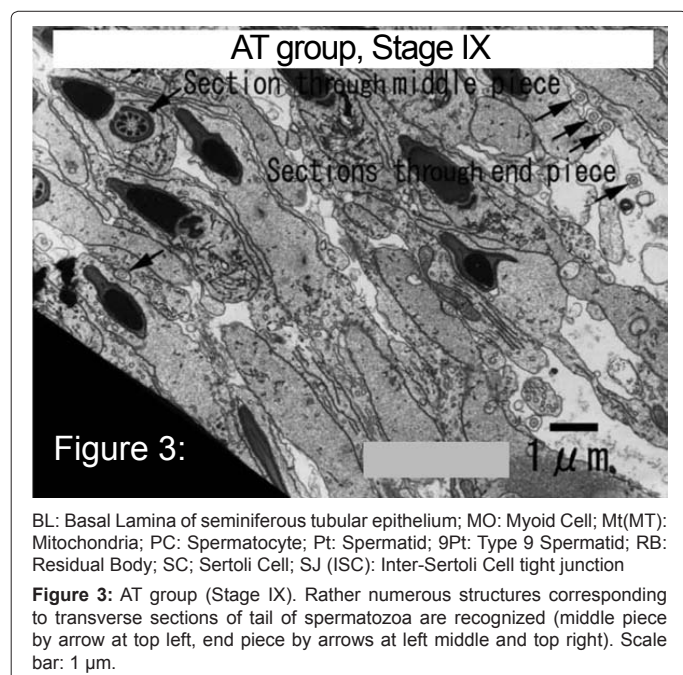 AT group, Stage IX
Section through middle piece
Sections through end piece
Figure 3:
1 μm.
BL: Basal Lamina of seminiferous tubular epithelium; MO: Myoid Cell; Mt(MT):
Mitochondria; PC: Spermatocyte; Pt: Spermatid; 9Pt: Type 9 Spermatid; RB:
Residual Body; SC; Sertoli Cell; SJ (ISC): Inter-Sertoli Cell tight junction
Figure 3: AT group (Stage IX). Rather numerous structures corresponding
to transverse sections of tail of spermatozoa are recognized (middle piece
by arrow at top left, end piece by arrows at left middle and top right). Scale
bar: 1 μm.